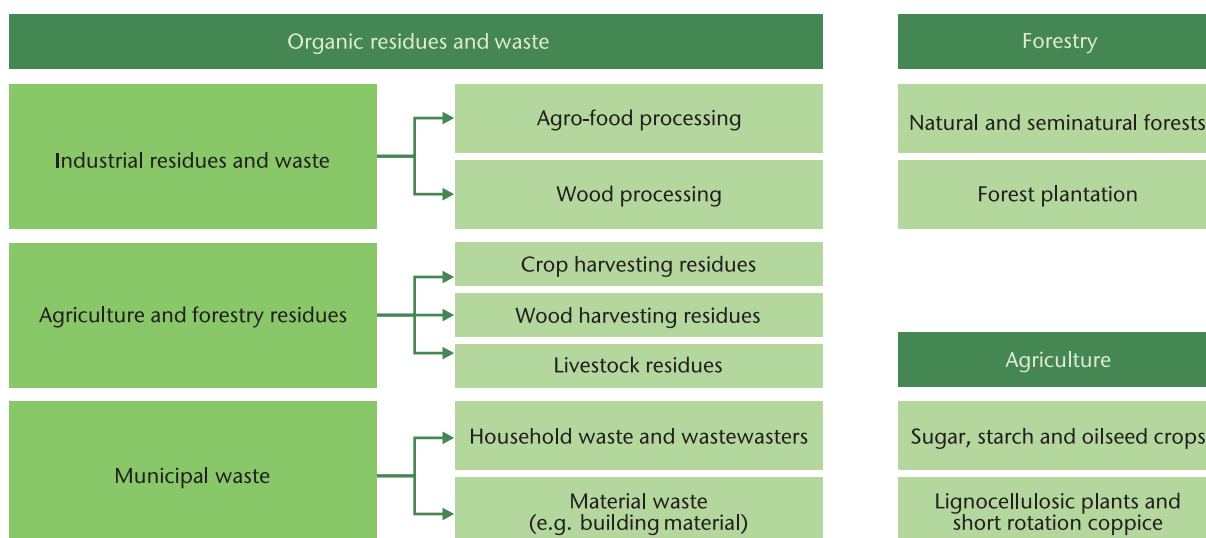 Organic residues and waste
Industrial residues and waste
Agro-food processing
Wood processing
Agriculture and forestry residues
Crop harvesting residues
Wood harvesting residues
Livestock residues
Municipal waste
Household waste and wastewasters
Material waste
(e.g. building material)
Forestry
Natural and seminatural forests
Forest plantation
Agriculture
Sugar, starch and oilseed crops
Lignocellulosic plants and
short rotation coppice